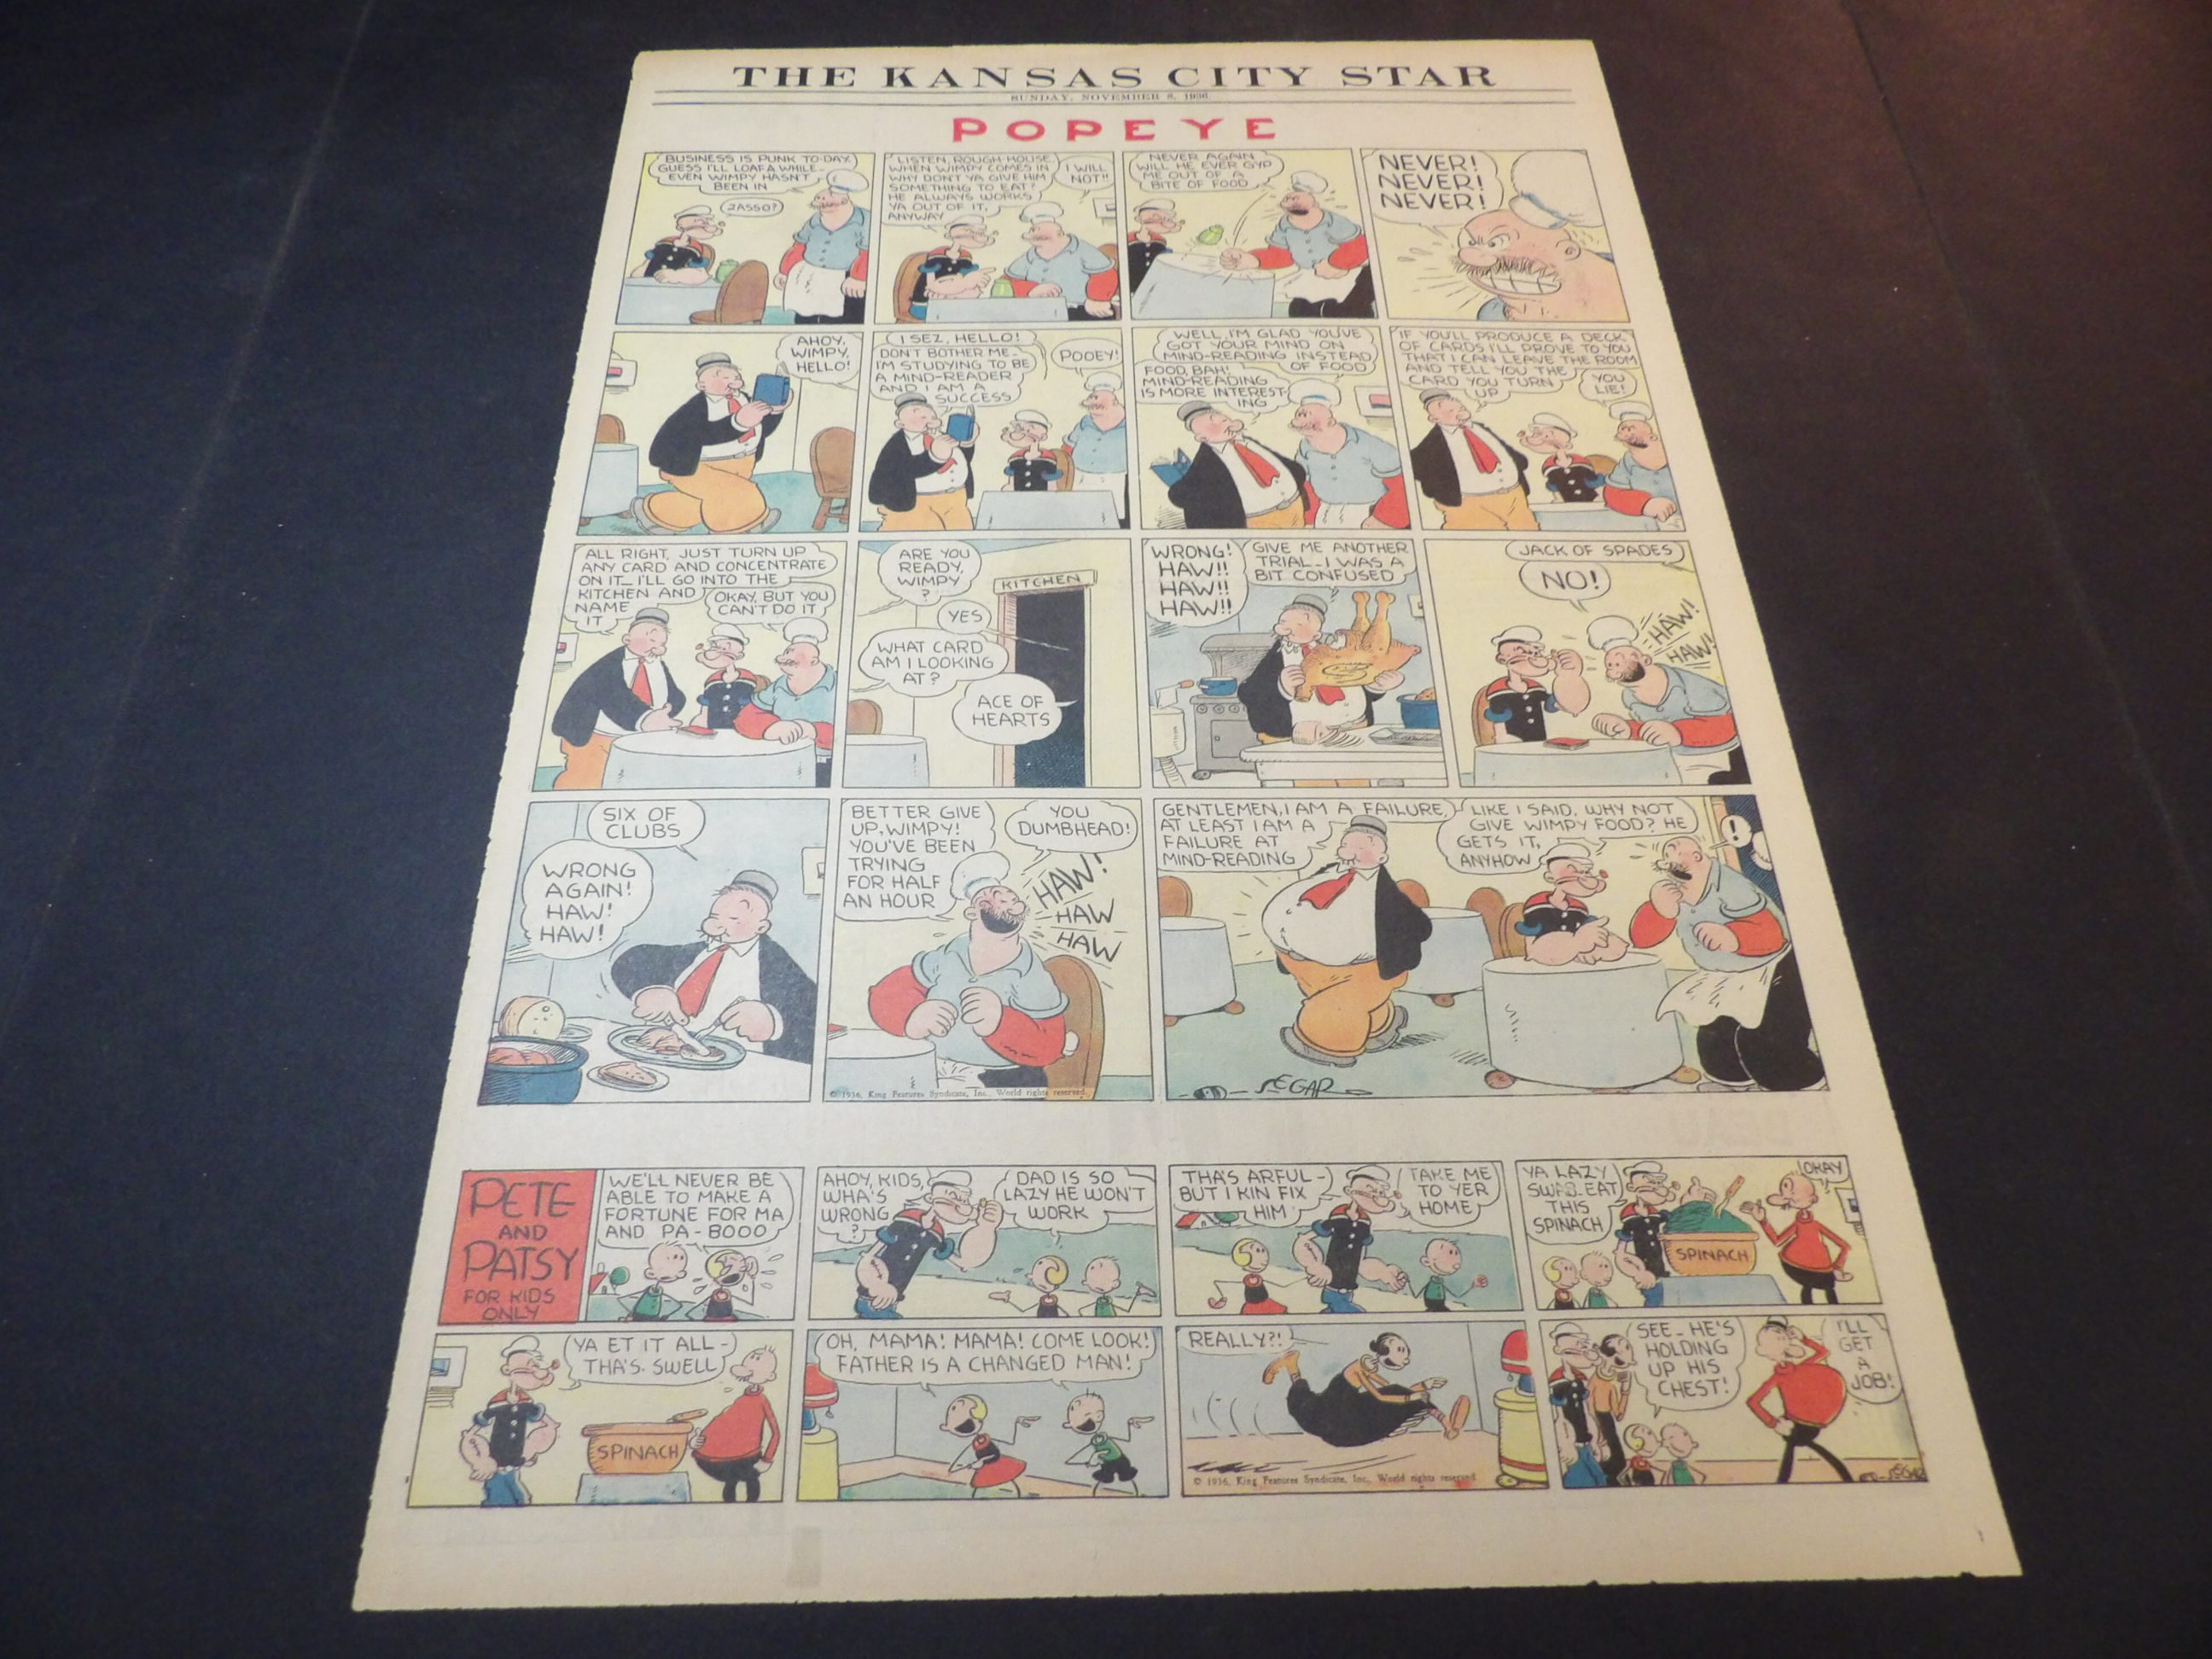 THE KANSAS CITY STAR
SUNDAY, NOVEMBER 8, 1936.
POPEYE
BUSINESS IS PUNK TO-DAY.
GUESS I'LL LOAF A WHILE_
EVEN WIMPY HASN'T
BEEN IN
ZASSO?
LISTEN, ROUGH-HOUSE,
WHEN WIMPY COMES IN
WHY DON'T YA GIVE HIM
SOMETHING TO EAT?
HE ALWAYS WORKS
YA OUT OF IT,
ANYWAY
I WILL
NOT!!
NEVER AGAIN
WILL HE EVER GYP
ME OUT OF A
BITE OF FOOD
NEVER!
NEVER!
NEVER!
AHOY,
WIMPY,
HELLO!
I SEZ, HELLO!
DON'T BOTHER ME_
I'M STUDYING TO BE
A MIND-READER
AND I AM A
SUCCESS
POOEY!
WELL, I'M GLAD YOU'VE
GOT YOUR MIND ON
MIND-READING INSTEAD
OF FOOD
FOOD, BAH!
MIND-READING
IS MORE INTEREST-
ING
IF YOU'LL PRODUCE A DECK
OF CARDS I'LL PROVE TO YOU
THAT I CAN LEAVE THE ROOM
AND TELL YOU THE
CARD YOU TURN
UP
YOU
LIE!
ALL RIGHT, JUST TURN UP
ANY CARD AND CONCENTRATE
ON IT_ I'LL GO INTO THE
KITCHEN AND
NAME
IT
OKAY, BUT YOU
CAN'T DO IT
ARE YOU
READY,
WIMPY
?
KITCHEN
YES
WHAT CARD
AM I LOOKING
AT?
ACE OF
HEARTS
WRONG!
HAW!!
HAW!!
HAW!!
GIVE ME ANOTHER
TRIAL_I WAS A
BIT CONFUSED
JACK OF SPADES
NO!
HAW!
HAW!
SIX OF
CLUBS
WRONG
AGAIN!
HAW!
HAW!
BETTER GIVE
UP, WIMPY!
YOU'VE BEEN
TRYING
FOR HALF
AN HOUR
YOU
DUMBHEAD!
HAW!
HAW
HAW
© 1936, King Features Syndicate, Inc., World rights reserved.
GENTLEMEN, I AM A FAILURE,
AT LEAST I AM A
FAILURE AT
MIND-READING
LIKE I SAID, WHY NOT
GIVE WIMPY FOOD? HE
GETS IT,
ANYHOW
!
SEGAR
PETE
AND
PATSY
FOR KIDS
ONLY
WE'LL NEVER BE
ABLE TO MAKE A
FORTUNE FOR MA
AND PA - BOOO
AHOY, KIDS,
WHA'S
WRONG
?
DAD IS SO
LAZY HE WON'T
WORK
THA'S ARFUL -
BUT I KIN FIX
HIM
TAKE ME
TO YER
HOME
YA LAZY
SWAB_EAT
THIS
SPINACH
OKAY
SPINACH
YA ET IT ALL -
THA'S. SWELL
SPINACH
OH, MAMA! MAMA! COME LOOK!
FATHER IS A CHANGED MAN!
REALLY?!
© 1936, King Features Syndicate, Inc., World rights reserved
SEE_ HE'S
HOLDING
UP HIS
CHEST!
I'LL
GET
A
JOB!
SEGAR